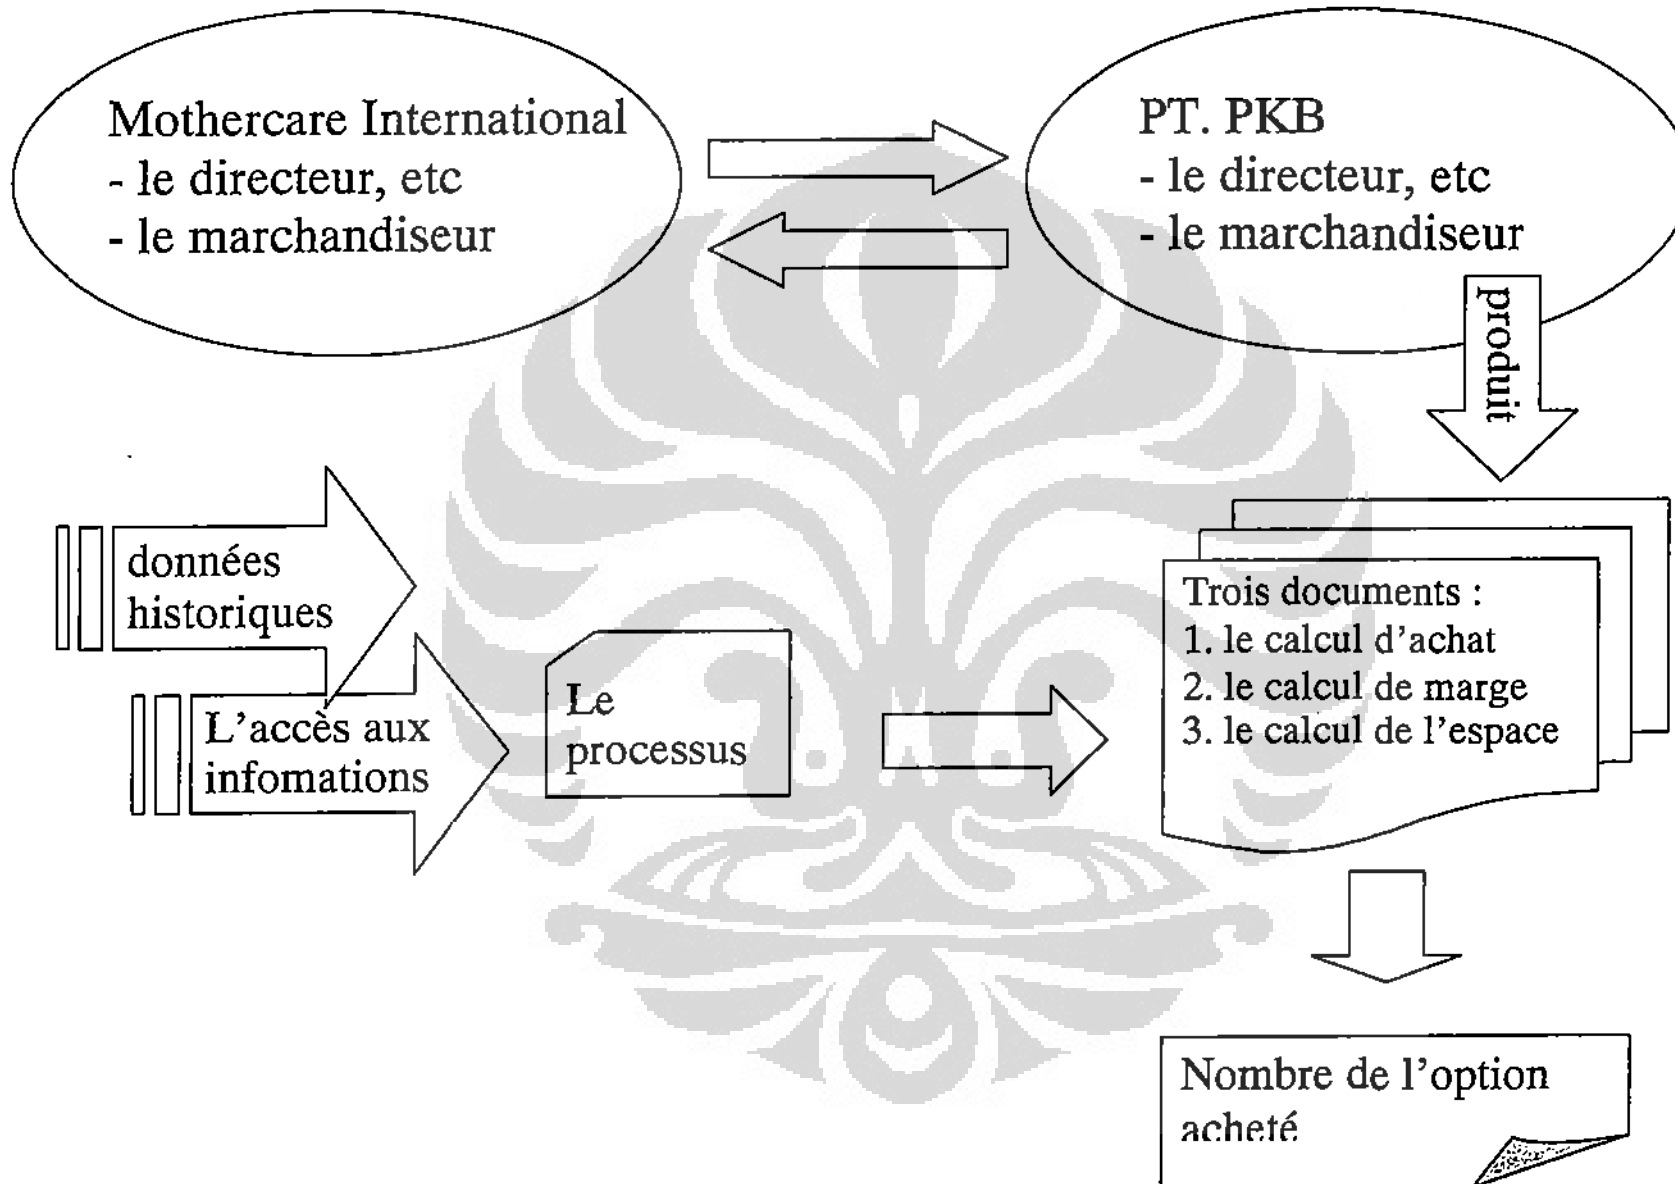 Mothercare International
- le directeur, etc
- le marchandiseur
PT. PKB
- le directeur, etc
- le marchandiseur
produit
données
historiques
L'accès aux
infomations
Le
processus
Trois documents :
1. le calcul d'achat
2. le calcul de marge
3. le calcul de l'espace
Nombre de l'option
acheté